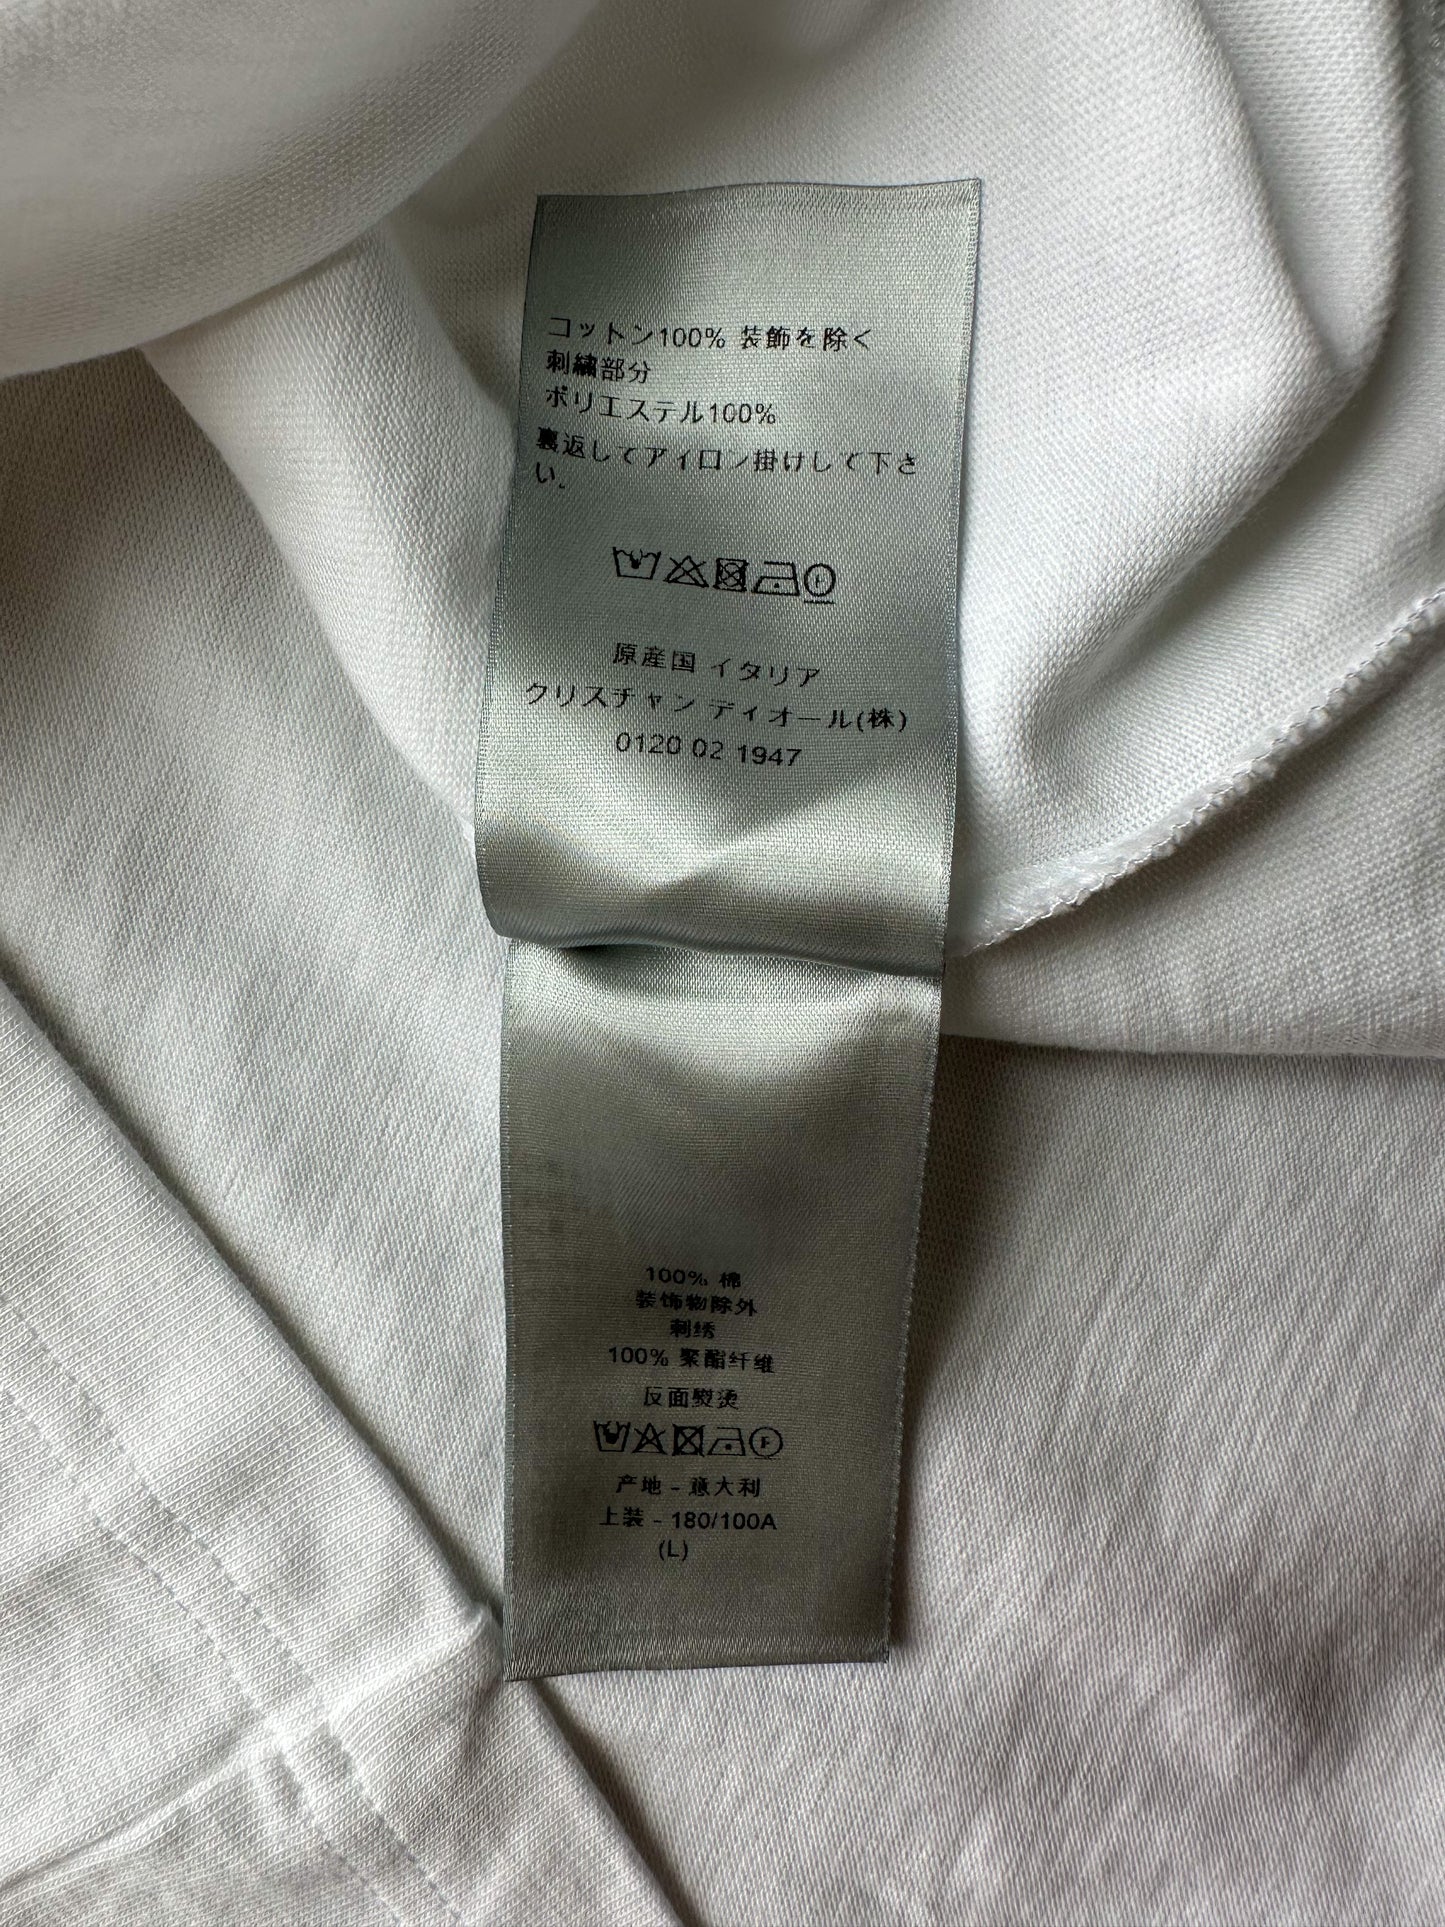 コットン100% 装飾を除く
刺繍部分
ポリエステル100%
裏返してアイロン掛けして下さ
い。
原産国 イタリア
クリスチャン ディオール(株)
0120 02 1947
100% 棉
装饰物除外
刺绣
100% 聚酯纤维
反面熨烫
F
产地 - 意大利
上装 - 180/100A
(L)